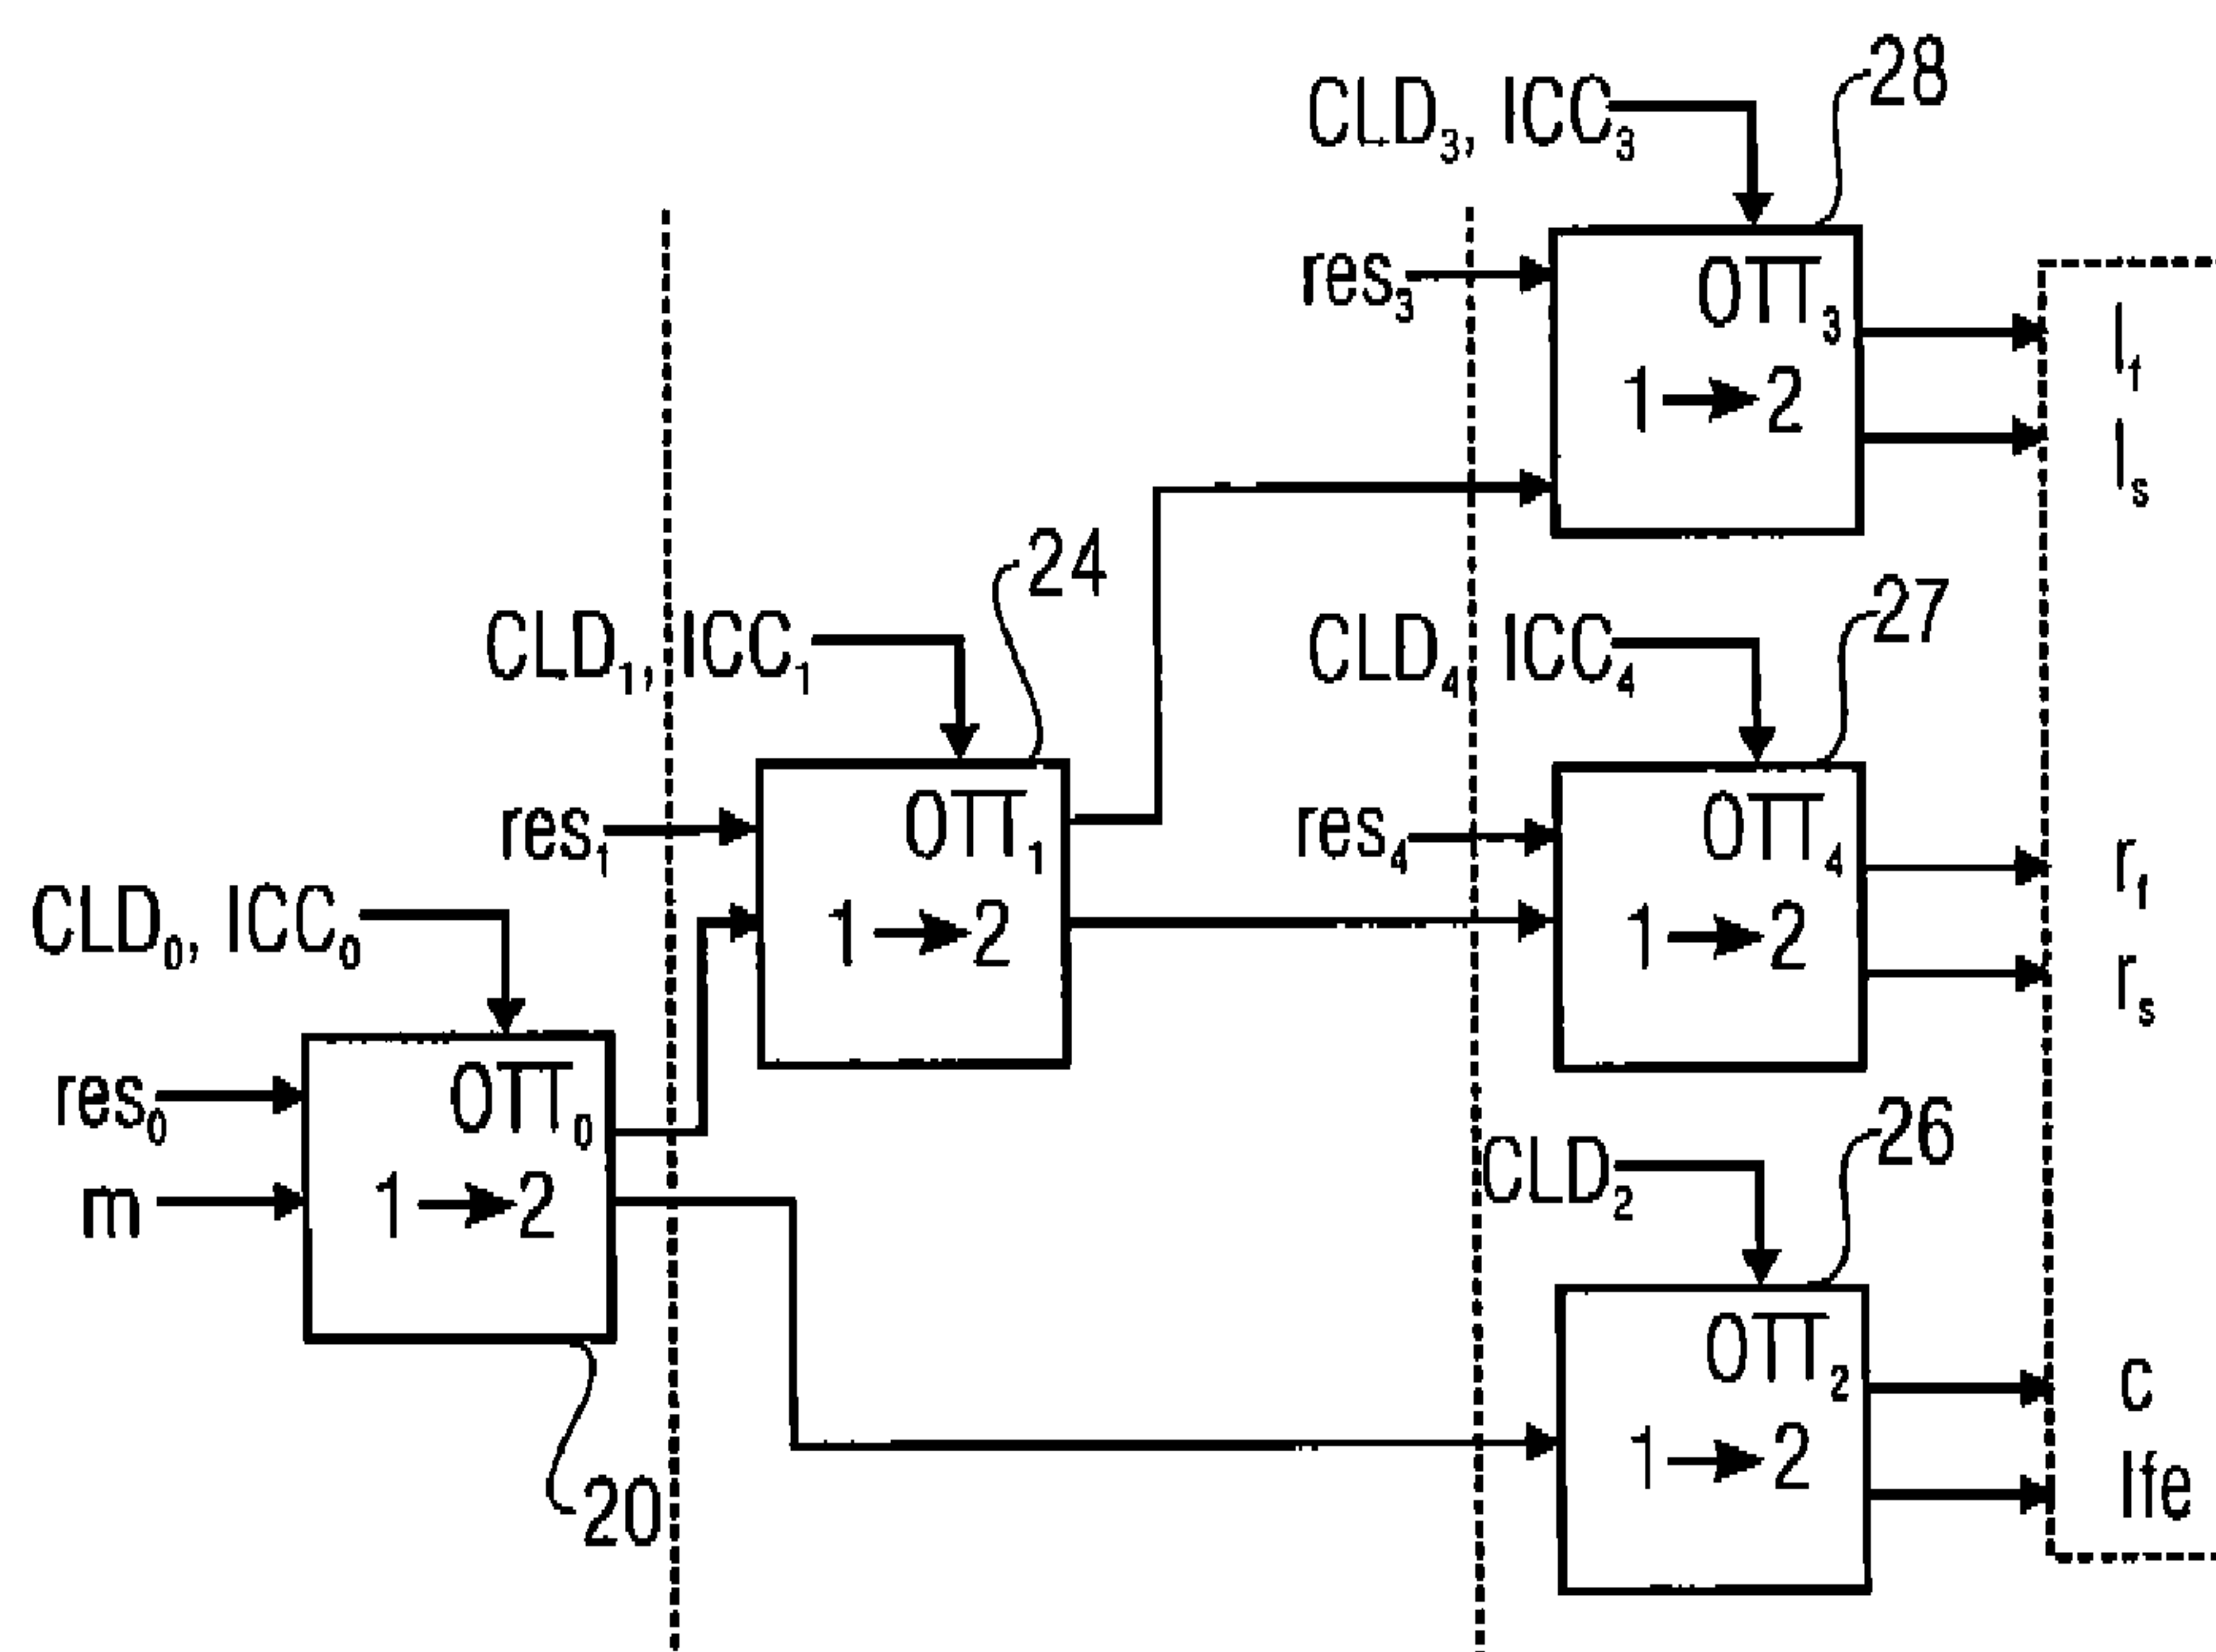 28
CLD₃, ICC₃
res₃
OTT₃
1 → 2
l_f
l_s
24
27
CLD₁, ICC₁
CLD₄, ICC₄
res₁
OTT₁
1 → 2
res₄
OTT₄
1 → 2
r_f
r_s
CLD₀, ICC₀
res₀
OTT₀
m
1 → 2
20
26
CLD₂
OTT₂
1 → 2
c
lfe